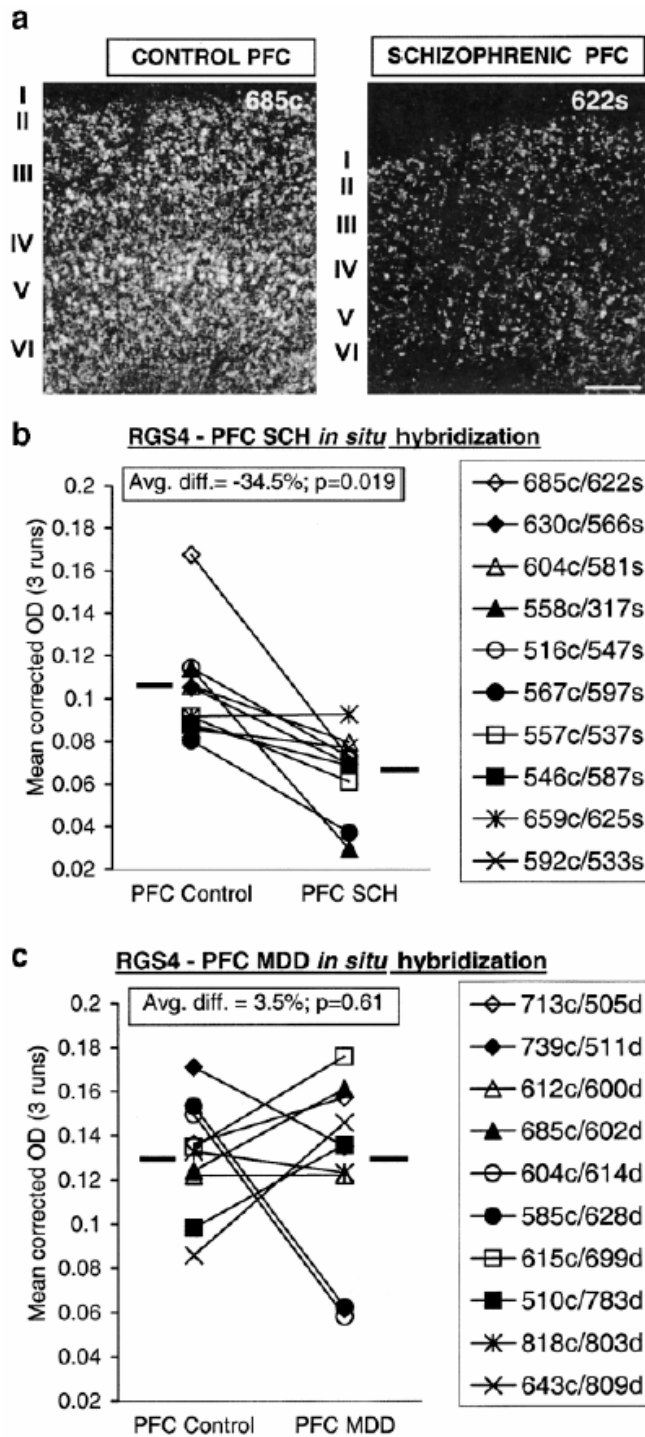 a
CONTROL PFC
SCHIZOPHRENIC PFC
685c
622s
I
II
III
IV
V
VI
I
II
III
IV
V
VI
b
RGS4 - PFC SCH in situ hybridization
Avg. diff.= -34.5%; p=0.019
Mean corrected OD (3 runs)
0.2
0.18
0.16
0.14
0.12
0.1
0.08
0.06
0.04
0.02
PFC Control
PFC SCH
685c/622s
630c/566s
604c/581s
558c/317s
516c/547s
567c/597s
557c/537s
546c/587s
659c/625s
592c/533s
c
RGS4 - PFC MDD in situ hybridization
Avg. diff. = 3.5%; p=0.61
Mean corrected OD (3 runs)
0.2
0.18
0.16
0.14
0.12
0.1
0.08
0.06
0.04
0.02
PFC Control
PFC MDD
713c/505d
739c/511d
612c/600d
685c/602d
604c/614d
585c/628d
615c/699d
510c/783d
818c/803d
643c/809d